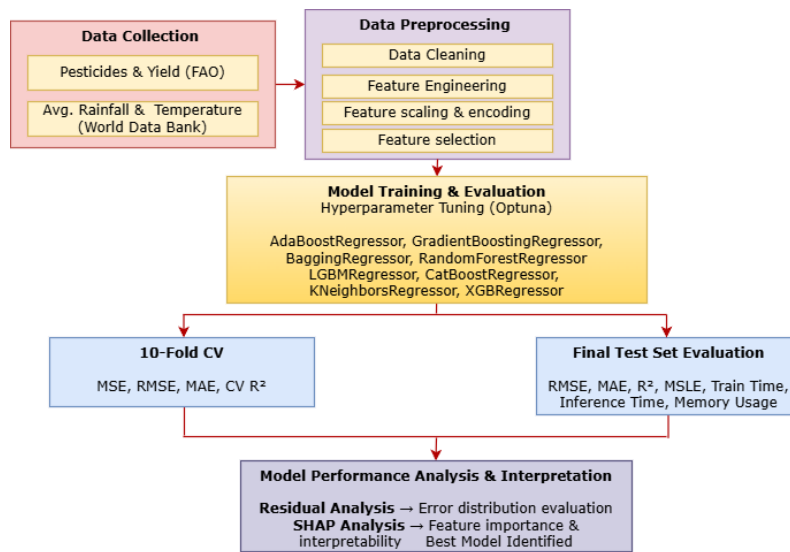 Data Collection
Pesticides & Yield (FAO)
Avg. Rainfall & Temperature
(World Data Bank)
Data Preprocessing
Data Cleaning
Feature Engineering
Feature scaling & encoding
Feature selection
Model Training & Evaluation
Hyperparameter Tuning (Optuna)
AdaBoostRegressor, GradientBoostingRegressor,
BaggingRegressor, RandomForestRegressor
LGBMRegressor, CatBoostRegressor,
KNeighborsRegressor, XGBRegressor
10-Fold CV
MSE, RMSE, MAE, CV R²
Final Test Set Evaluation
RMSE, MAE, R², MSLE, Train Time,
Inference Time, Memory Usage
Model Performance Analysis & Interpretation
Residual Analysis → Error distribution evaluation
SHAP Analysis → Feature importance &
interpretability Best Model Identified